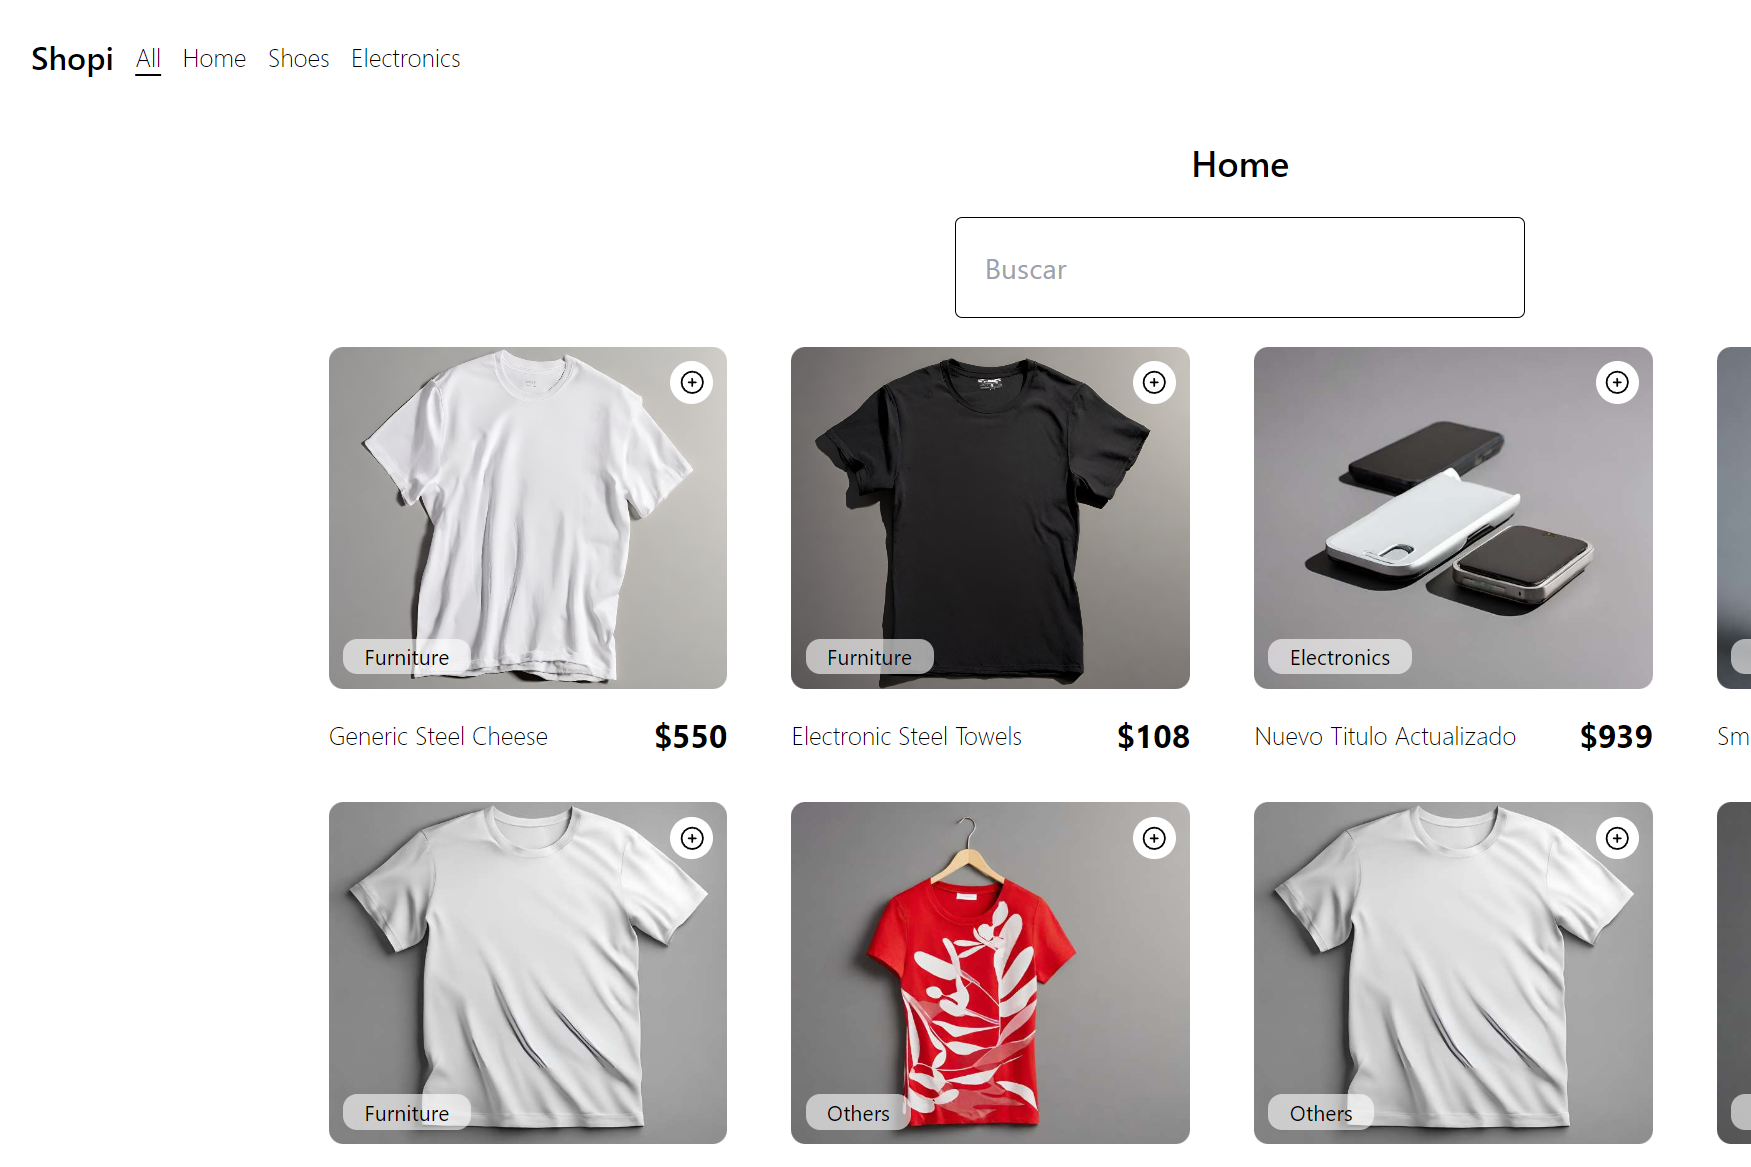 Shopi All Home Shoes Electronics
Home
Buscar
Furniture
Furniture
Electronics
Generic Steel Cheese $550
Electronic Steel Towels $108
Nuevo Titulo Actualizado $939
Sm
Furniture
Others
Others